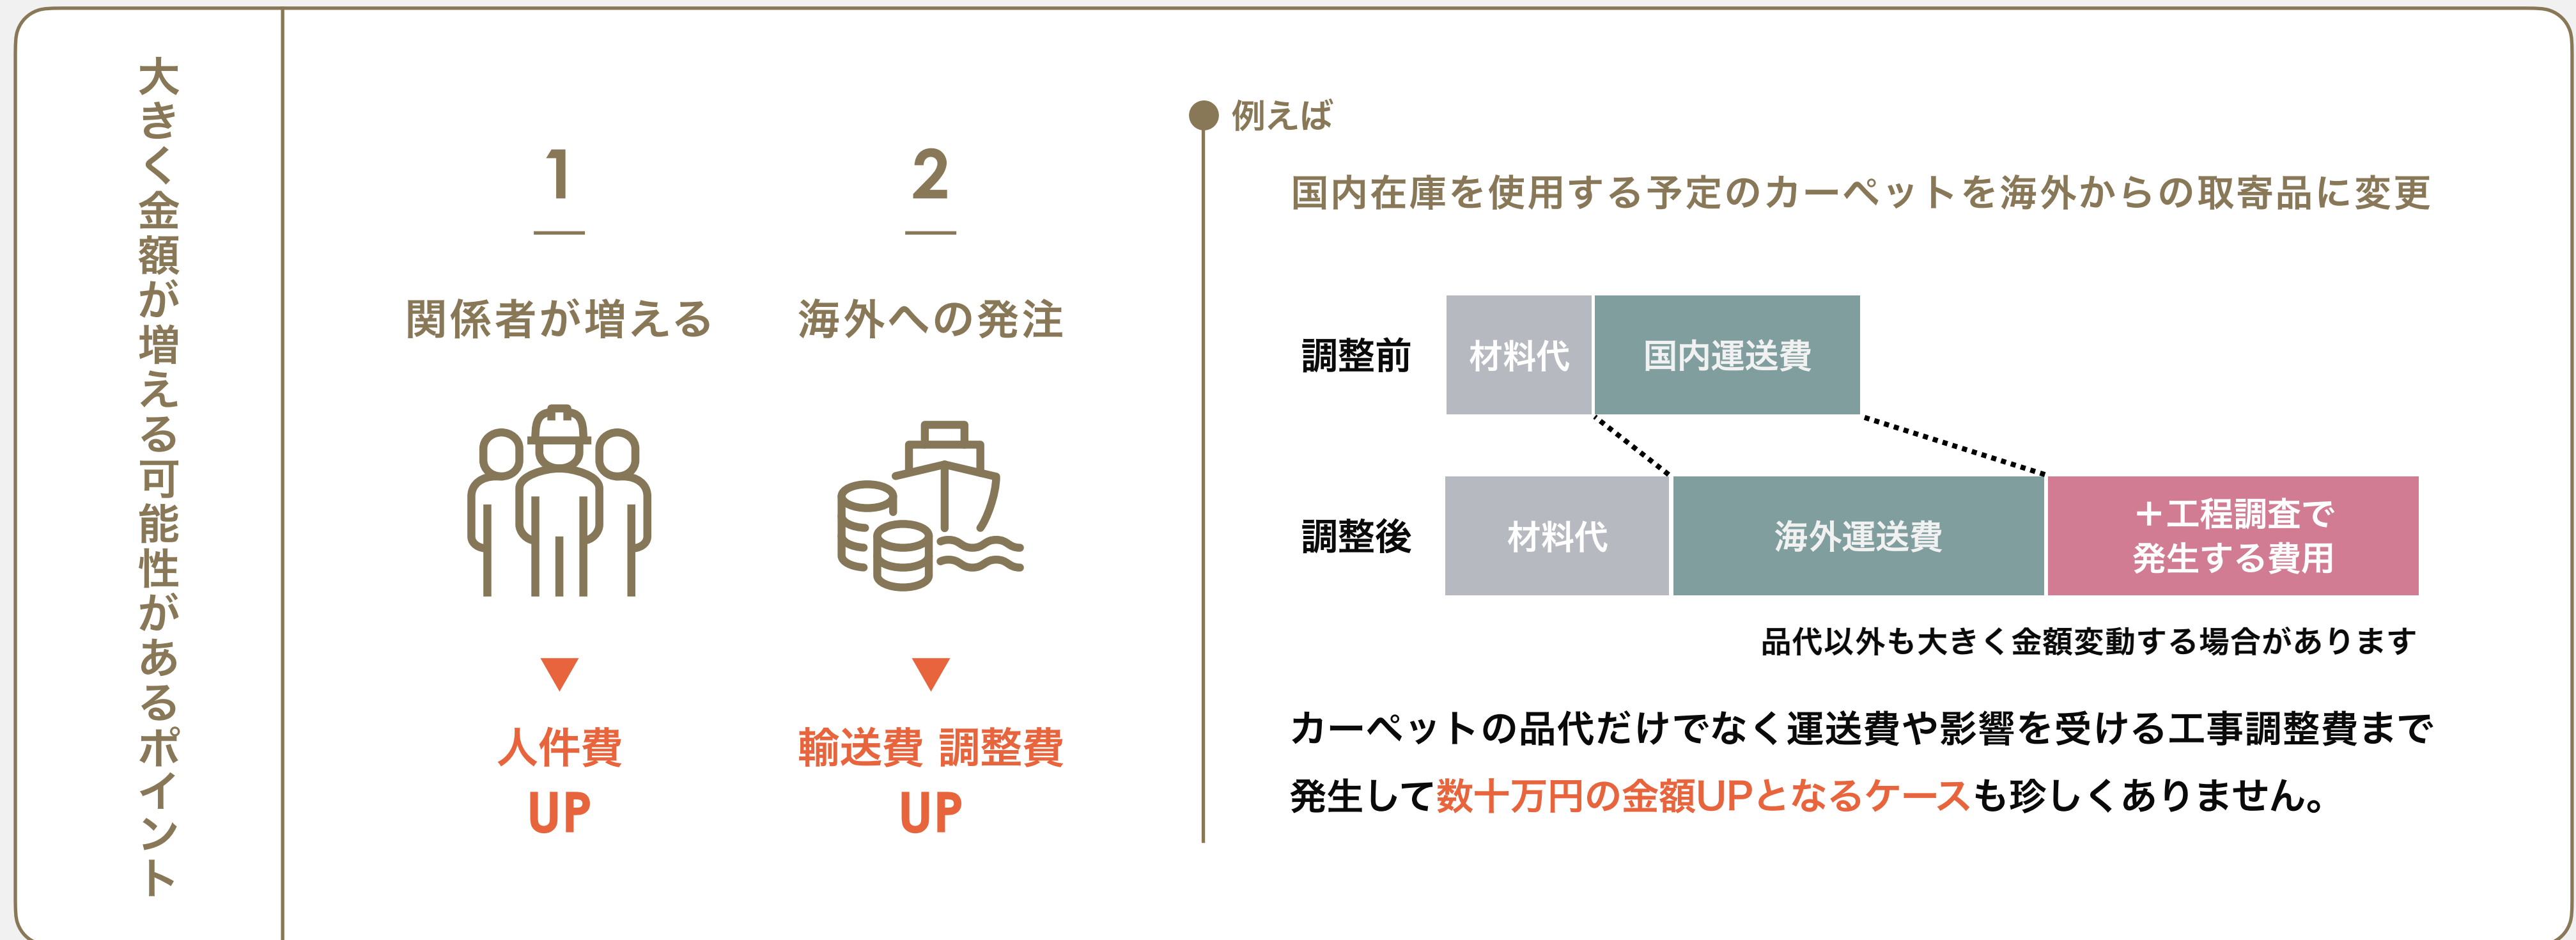 大きく金額が増える可能性があるポイント
1
関係者が増える
人件費
UP
2
海外への発注
輸送費 調整費
UP
例えば
国内在庫を使用する予定のカーペットを海外からの取寄品に変更
調整前
材料代
国内運送費
調整後
材料代
海外運送費
＋工程調査で
発生する費用
品代以外も大きく金額変動する場合があります
カーペットの品代だけでなく運送費や影響を受ける工事調整費まで
発生して数十万円の金額UPとなるケースも珍しくありません。